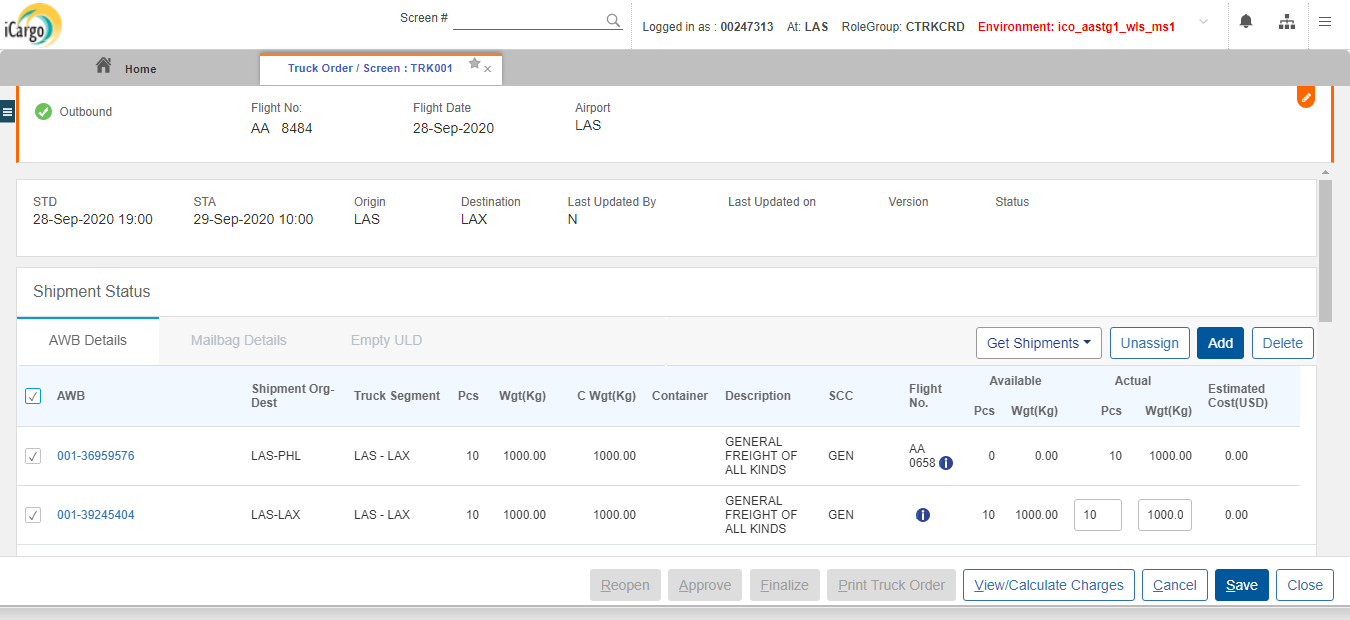 iCargo
Screen #
Logged in as : 00247313 At: LAS RoleGroup: CTRKCRD Environment: ico_aastg1_wls_ms1
Home
Truck Order / Screen : TRK001
Outbound
Flight No:
AA 8484
Flight Date
28-Sep-2020
Airport
LAS
STD
28-Sep-2020 19:00
STA
29-Sep-2020 10:00
Origin
LAS
Destination
LAX
Last Updated By
N
Last Updated on
Version
Status
Shipment Status
AWB Details Mailbag Details Empty ULD
Get Shipments Unassign Add Delete
AWB
Shipment Org-
Dest
Truck Segment
Pcs
Wgt(Kg)
C Wgt(Kg)
Container
Description
SCC
Flight
No.
Available
Pcs Wgt(Kg)
Actual
Pcs Wgt(Kg)
Estimated
Cost(USD)
001-36959576
LAS-PHL
LAS - LAX
10
1000.00
1000.00
GENERAL
FREIGHT OF
ALL KINDS
GEN
AA
0658
0
0.00
10
1000.00
0.00
001-39245404
LAS-LAX
LAS - LAX
10
1000.00
1000.00
GENERAL
FREIGHT OF
ALL KINDS
GEN
10
1000.00
10
1000.0
0.00
Reopen Approve Finalize Print Truck Order View/Calculate Charges Cancel Save Close